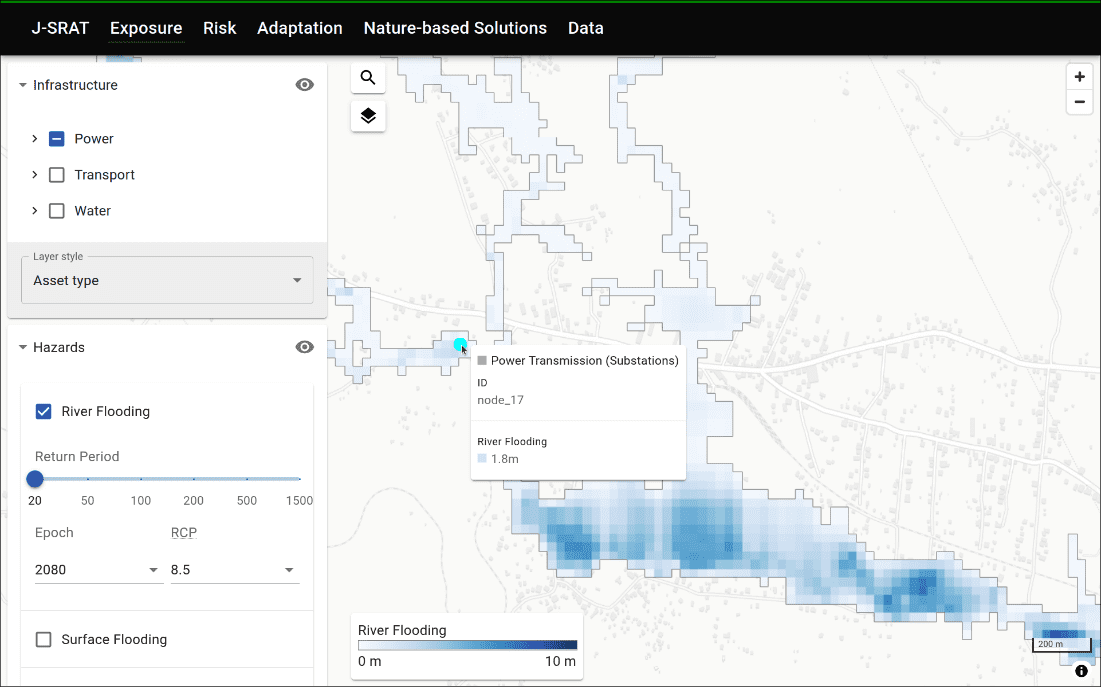 J-SRAT Exposure Risk Adaptation Nature-based Solutions Data
Infrastructure
Power
Transport
Water
Layer style
Asset type
Hazards
River Flooding
Return Period
20 50 100 200 500 1500
Epoch RCP
2080 8.5
Surface Flooding
+
−
Power Transmission (Substations)
ID
node_17
River Flooding
1.8m
River Flooding
0 m 10 m
200 m